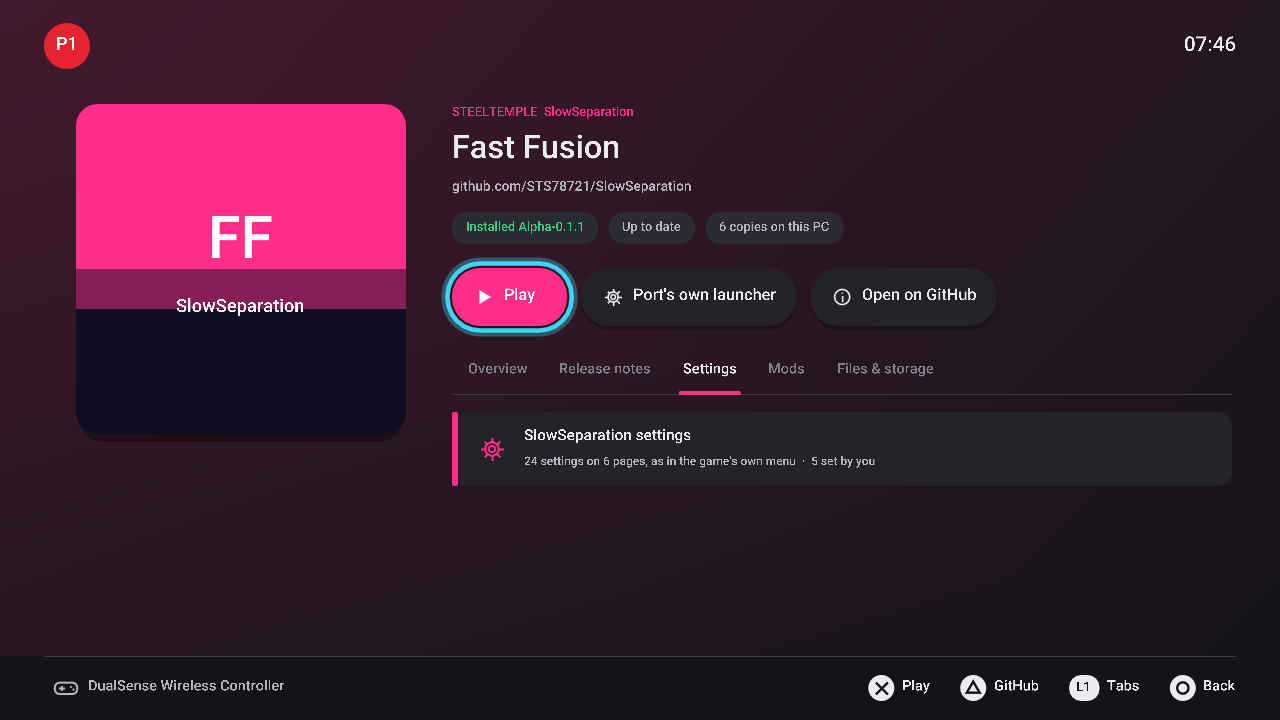 P1
07:46
FF
SlowSeparation
STEELTEMPLE SlowSeparation
Fast Fusion
github.com/STS78721/SlowSeparation
Installed Alpha-0.1.1
Up to date
6 copies on this PC
Play
Port's own launcher
Open on GitHub
Overview
Release notes
Settings
Mods
Files & storage
SlowSeparation settings
24 settings on 6 pages, as in the game's own menu · 5 set by you
DualSense Wireless Controller
Play
GitHub
L1
Tabs
Back